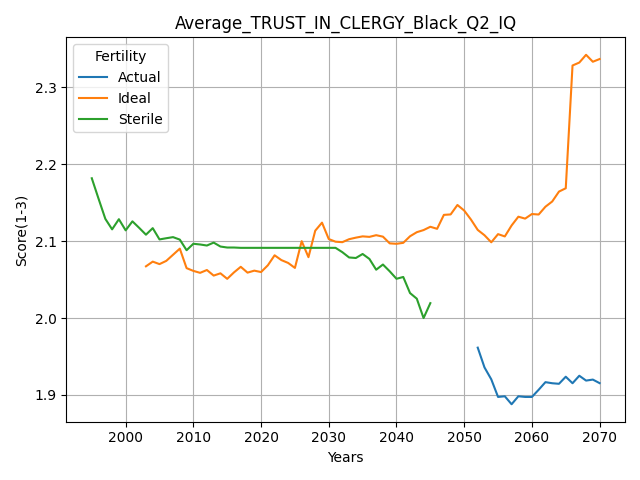 Average_TRUST_IN_CLERGY_Black_Q2_IQ
Fertility
Actual
Ideal
Sterile
Score(1-3)
2.3
2.2
2.1
2.0
1.9
2000 2010 2020 2030 2040 2050 2060 2070
Years